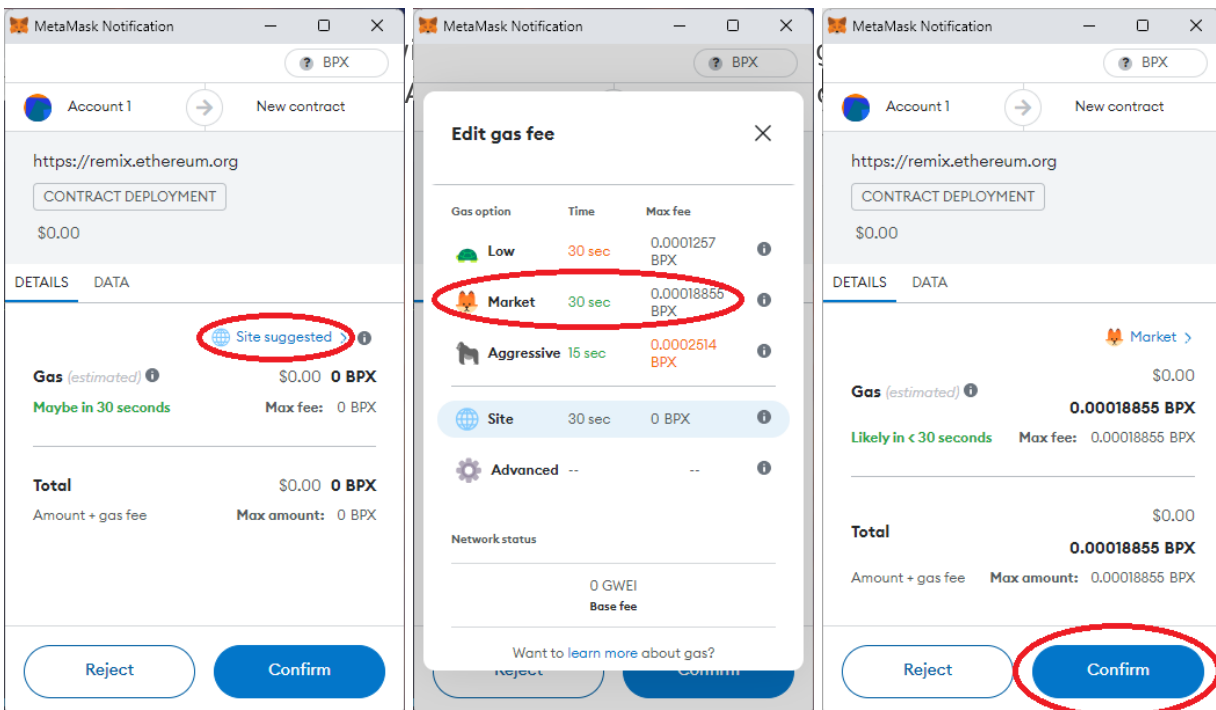 MetaMask Notification
? BPX
Account 1
New contract
https://remix.ethereum.org
CONTRACT DEPLOYMENT
$0.00
DETAILS DATA
Site suggested >
Gas (estimated) $0.00 0 BPX
Maybe in 30 seconds Max fee: 0 BPX
Total $0.00 0 BPX
Amount + gas fee Max amount: 0 BPX
Reject Confirm
MetaMask Notification
? BPX
Edit gas fee
Gas option Time Max fee
Low 30 sec 0.0001257
BPX
Market 30 sec 0.00018855
BPX
Aggressive 15 sec 0.0002514
BPX
Site 30 sec 0 BPX
Advanced -- --
Network status
0 GWEI
Base fee
Want to learn more about gas?
Reject Confirm
MetaMask Notification
? BPX
Account 1
New contract
https://remix.ethereum.org
CONTRACT DEPLOYMENT
$0.00
DETAILS DATA
Market >
$0.00
Gas (estimated)
0.00018855 BPX
Likely in < 30 seconds Max fee: 0.00018855 BPX
$0.00
Total
0.00018855 BPX
Amount + gas fee Max amount: 0.00018855 BPX
Reject Confirm